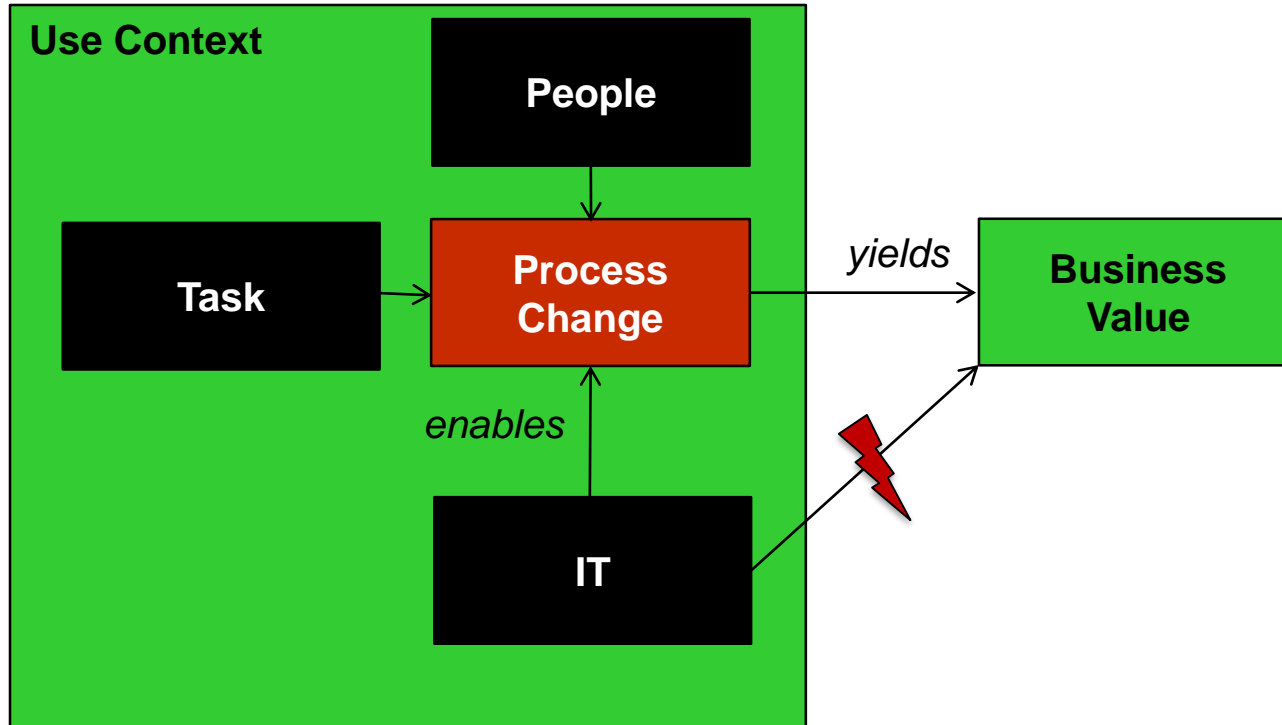 Use Context
People
Task
Process
Change
yields
Business
Value
enables
IT